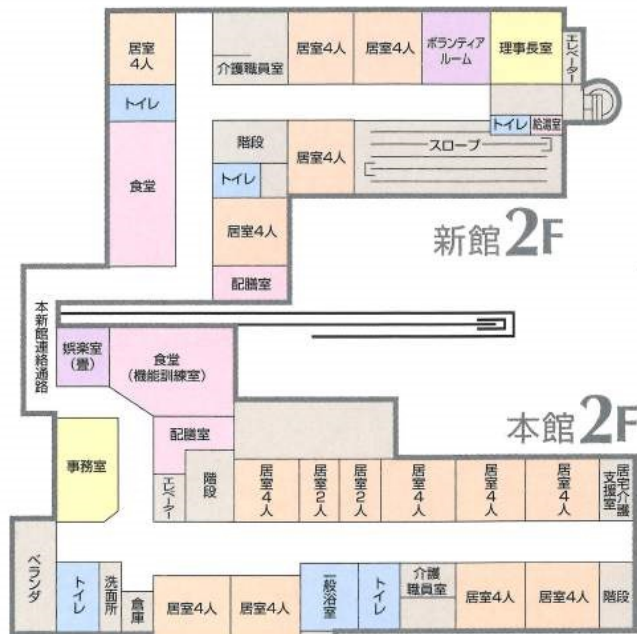 居室
4人
介護職員室
居室4人
居室4人
ボランティア
ルーム
理事長室
エレベーター
トイレ
トイレ
給湯室
階段
居室4人
スロープ
食堂
トイレ
居室4人
新館2F
配膳室
本新館連絡通路
娯楽室
(畳)
食堂
(機能訓練室)
本館2F
配膳室
事務室
エレベーター
階段
居室4人
居室2人
居室2人
居室4人
居室4人
居室4人
居宅介護
支援室
ベランダ
トイレ
洗面所
倉庫
居室4人
居室4人
一般浴室
トイレ
介護
職員室
居室4人
居室4人
階段